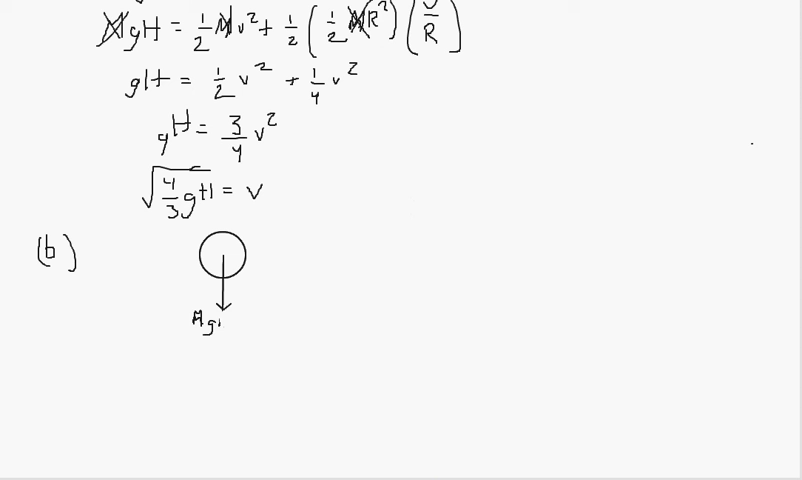 MgH = 1/2 Mv² + 1/2 (1/2 MR²) (v/R)
gH = 1/2 v² + 1/4 v²
gH = 3/4 v²
√(4/3 gH) = v
(b)
Mg